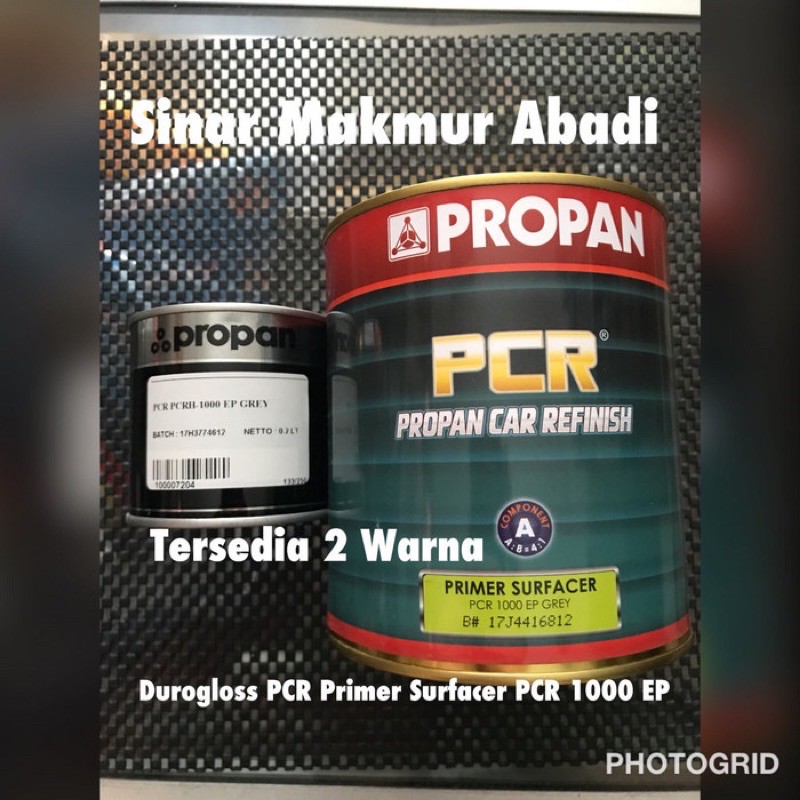 Sinar Makmur Abadi
PROPAN
PCR®
PROPAN CAR REFINISH
COMPONENT
A
A:B=4:1
PRIMER SURFACER
PCR 1000 EP GREY
B# 17J4416812
propan
PCR PCRH-1000 EP GREY
BATCH : 17H3774612 NETTO : 0.2 LT
100007204
Tersedia 2 Warna
Durogloss PCR Primer Surfacer PCR 1000 EP
PHOTOGRID